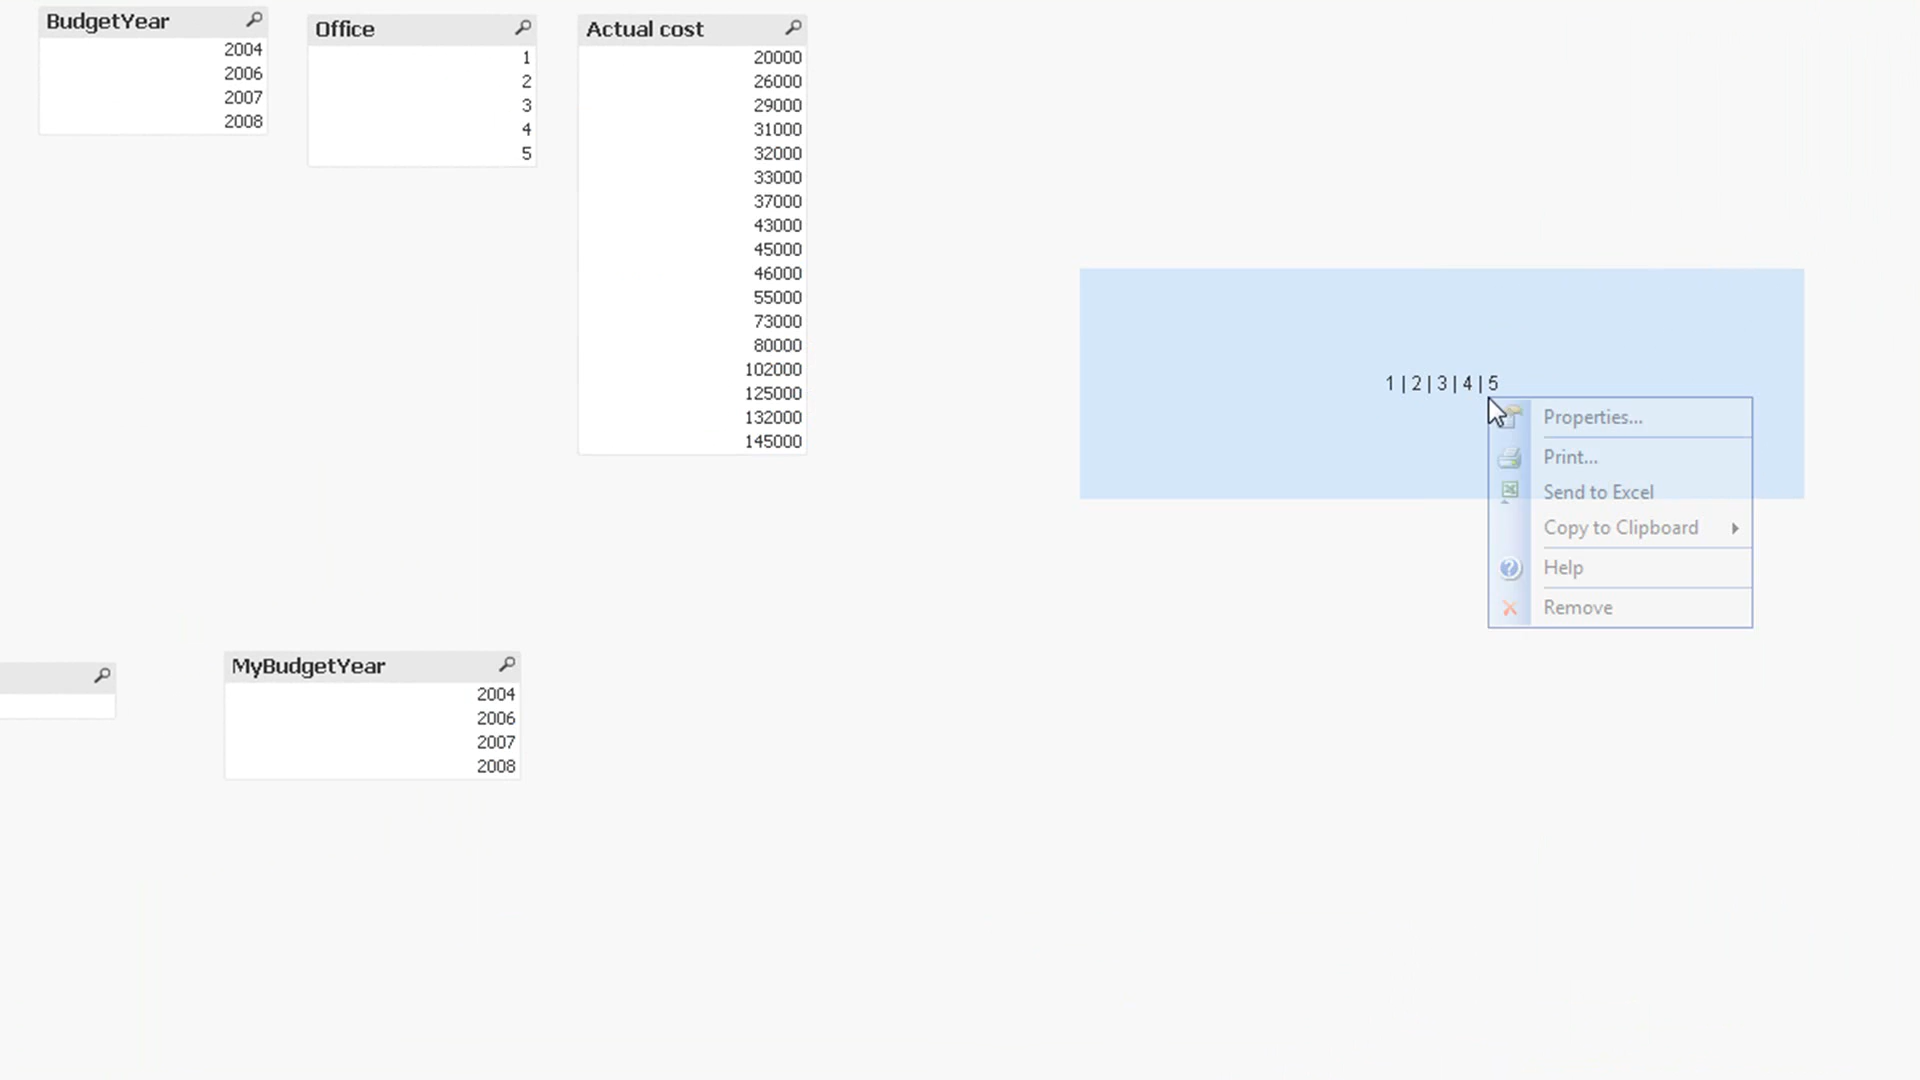 BudgetYear
2004
2006
2007
2008
Office
1
2
3
4
5
Actual cost
20000
26000
29000
31000
32000
33000
37000
43000
45000
46000
55000
73000
80000
102000
125000
132000
145000
1 | 2 | 3 | 4 | 5
Properties...
Print...
Send to Excel
Copy to Clipboard
Help
Remove
MyBudgetYear
2004
2006
2007
2008